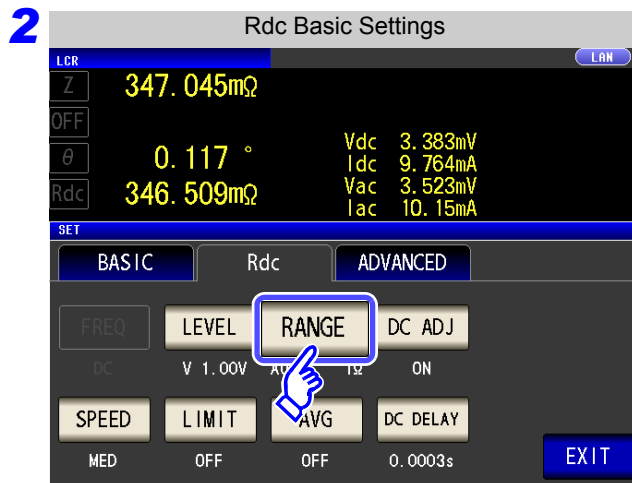 2
Rdc Basic Settings
LCR LAN
Z 347.045mΩ
OFF
Vdc 3.383mV
θ 0.117 ° Idc 9.764mA
Rdc 346.509mΩ Vac 3.523mV
Iac 10.15mA
SET
BASIC Rdc ADVANCED
FREQ LEVEL RANGE DC ADJ
DC V 1.00V 1Ω ON
SPEED LIMIT AVG DC DELAY
MED OFF OFF 0.0003s EXIT